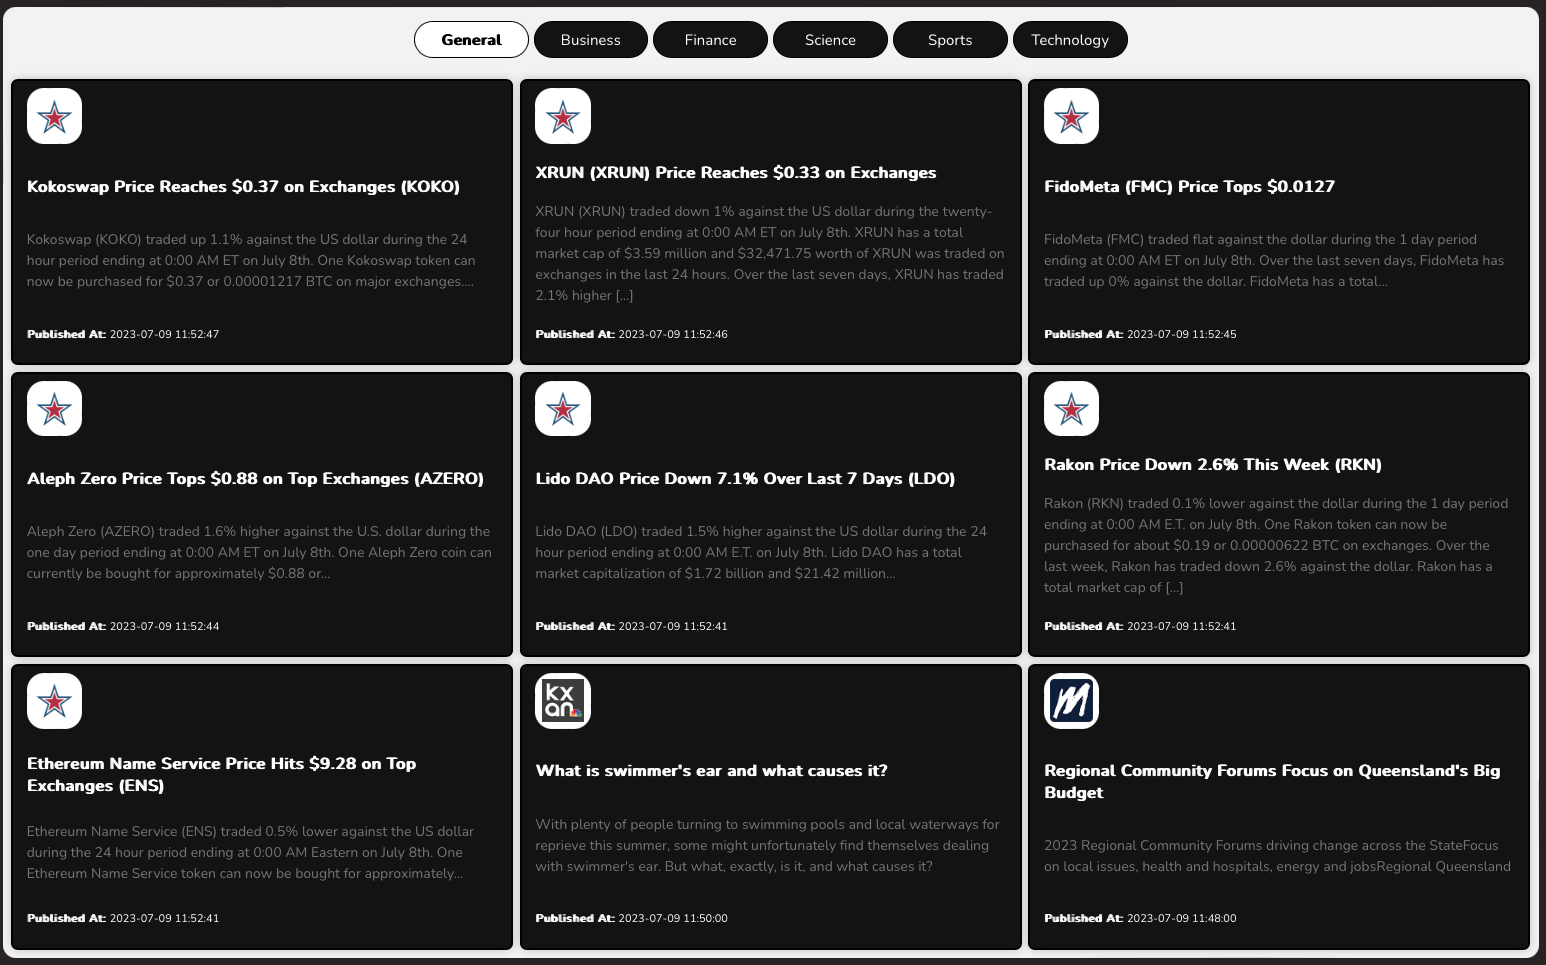 General
Business
Finance
Science
Sports
Technology
Kokoswap Price Reaches $0.37 on Exchanges (KOKO)
Kokoswap (KOKO) traded up 1.1% against the US dollar during the 24
hour period ending at 0:00 AM ET on July 8th. One Kokoswap token can
now be purchased for $0.37 or 0.00001217 BTC on major exchanges....
Published At: 2023-07-09 11:52:47
XRUN (XRUN) Price Reaches $0.33 on Exchanges
XRUN (XRUN) traded down 1% against the US dollar during the twenty-
four hour period ending at 0:00 AM ET on July 8th. XRUN has a total
market cap of $3.59 million and $32,471.75 worth of XRUN was traded on
exchanges in the last 24 hours. Over the last seven days, XRUN has traded
2.1% higher [...]
Published At: 2023-07-09 11:52:46
FidoMeta (FMC) Price Tops $0.0127
FidoMeta (FMC) traded flat against the dollar during the 1 day period
ending at 0:00 AM ET on July 8th. Over the last seven days, FidoMeta has
traded up 0% against the dollar. FidoMeta has a total...
Published At: 2023-07-09 11:52:45
Aleph Zero Price Tops $0.88 on Top Exchanges (AZERO)
Aleph Zero (AZERO) traded 1.6% higher against the U.S. dollar during the
one day period ending at 0:00 AM ET on July 8th. One Aleph Zero coin can
currently be bought for approximately $0.88 or...
Published At: 2023-07-09 11:52:44
Lido DAO Price Down 7.1% Over Last 7 Days (LDO)
Lido DAO (LDO) traded 1.5% higher against the US dollar during the 24
hour period ending at 0:00 AM E.T. on July 8th. Lido DAO has a total
market capitalization of $1.72 billion and $21.42 million...
Published At: 2023-07-09 11:52:41
Rakon Price Down 2.6% This Week (RKN)
Rakon (RKN) traded 0.1% lower against the dollar during the 1 day period
ending at 0:00 AM E.T. on July 8th. One Rakon token can now be
purchased for about $0.19 or 0.00000622 BTC on exchanges. Over the
last week, Rakon has traded down 2.6% against the dollar. Rakon has a
total market cap of [...]
Published At: 2023-07-09 11:52:41
Ethereum Name Service Price Hits $9.28 on Top
Exchanges (ENS)
Ethereum Name Service (ENS) traded 0.5% lower against the US dollar
during the 24 hour period ending at 0:00 AM Eastern on July 8th. One
Ethereum Name Service token can now be bought for approximately...
Published At: 2023-07-09 11:52:41
kx
an
What is swimmer's ear and what causes it?
With plenty of people turning to swimming pools and local waterways for
reprieve this summer, some might unfortunately find themselves dealing
with swimmer's ear. But what, exactly, is it, and what causes it?
Published At: 2023-07-09 11:50:00
M
Regional Community Forums Focus on Queensland's Big
Budget
2023 Regional Community Forums driving change across the StateFocus
on local issues, health and hospitals, energy and jobsRegional Queensland
Published At: 2023-07-09 11:48:00